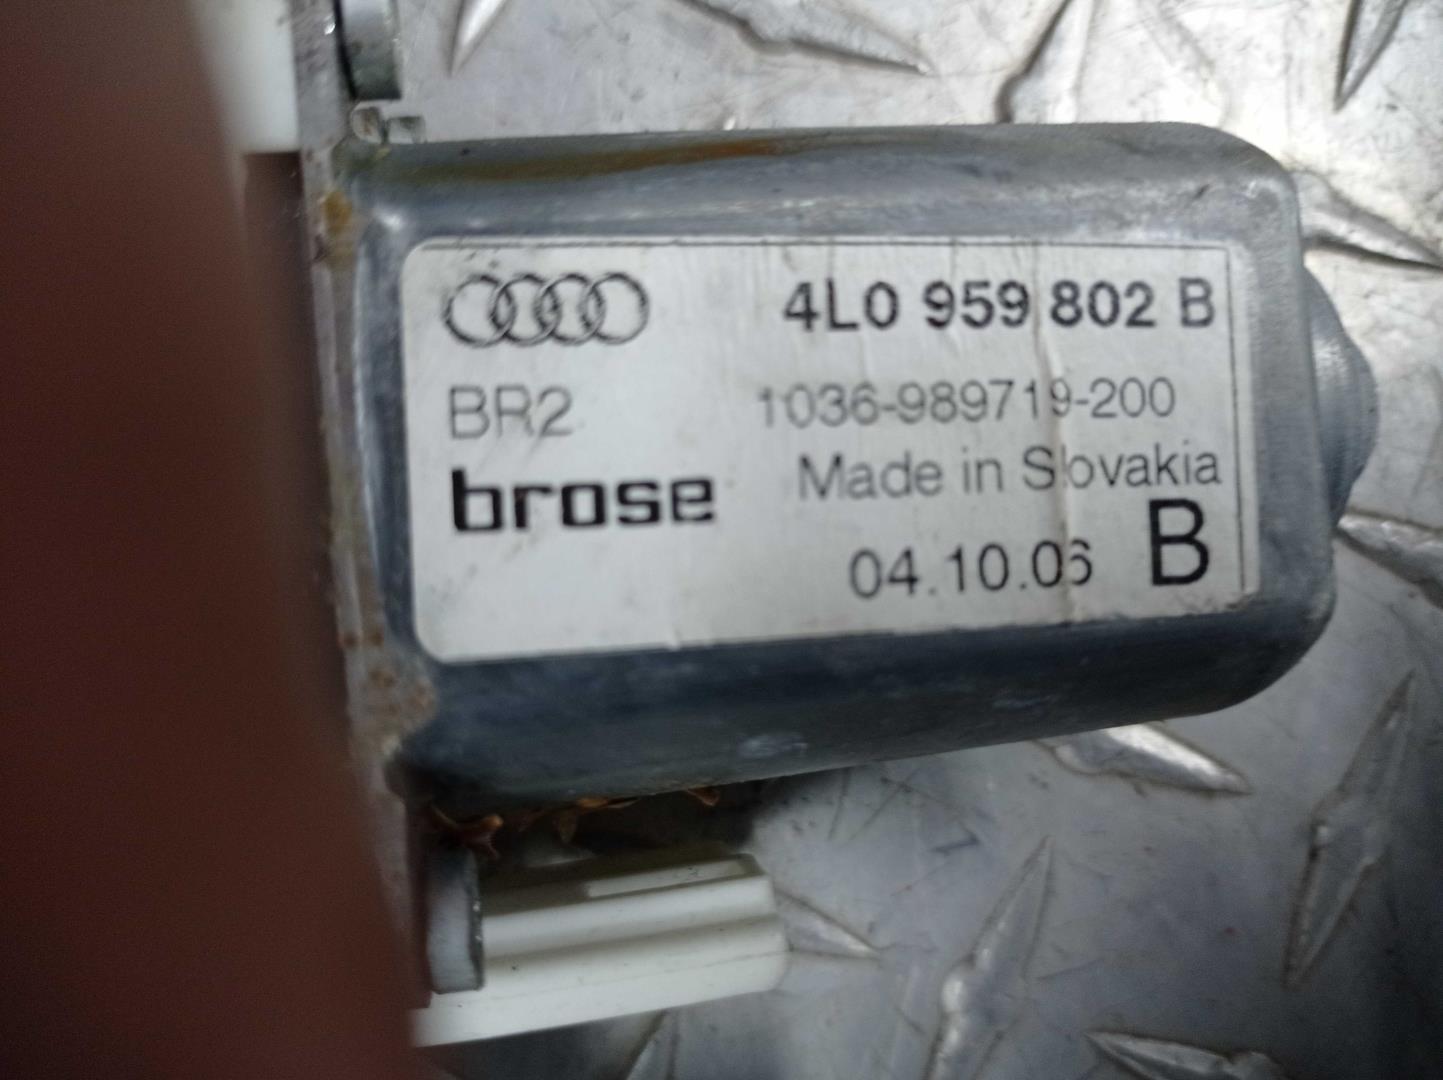 4L0 959 802 B
BR2 1036-989719-200
brose Made in Slovakia
04.10.06 B